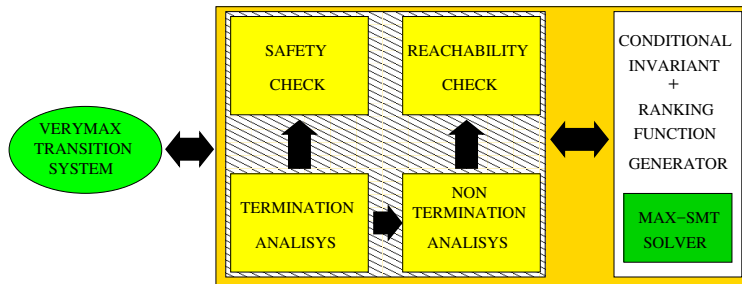 VERYMAX
TRANSITION
SYSTEM
SAFETY
CHECK
REACHABILITY
CHECK
TERMINATION
ANALISYS
NON
TERMINATION
ANALISYS
CONDITIONAL
INVARIANT
+
RANKING
FUNCTION
GENERATOR
MAX−SMT
SOLVER